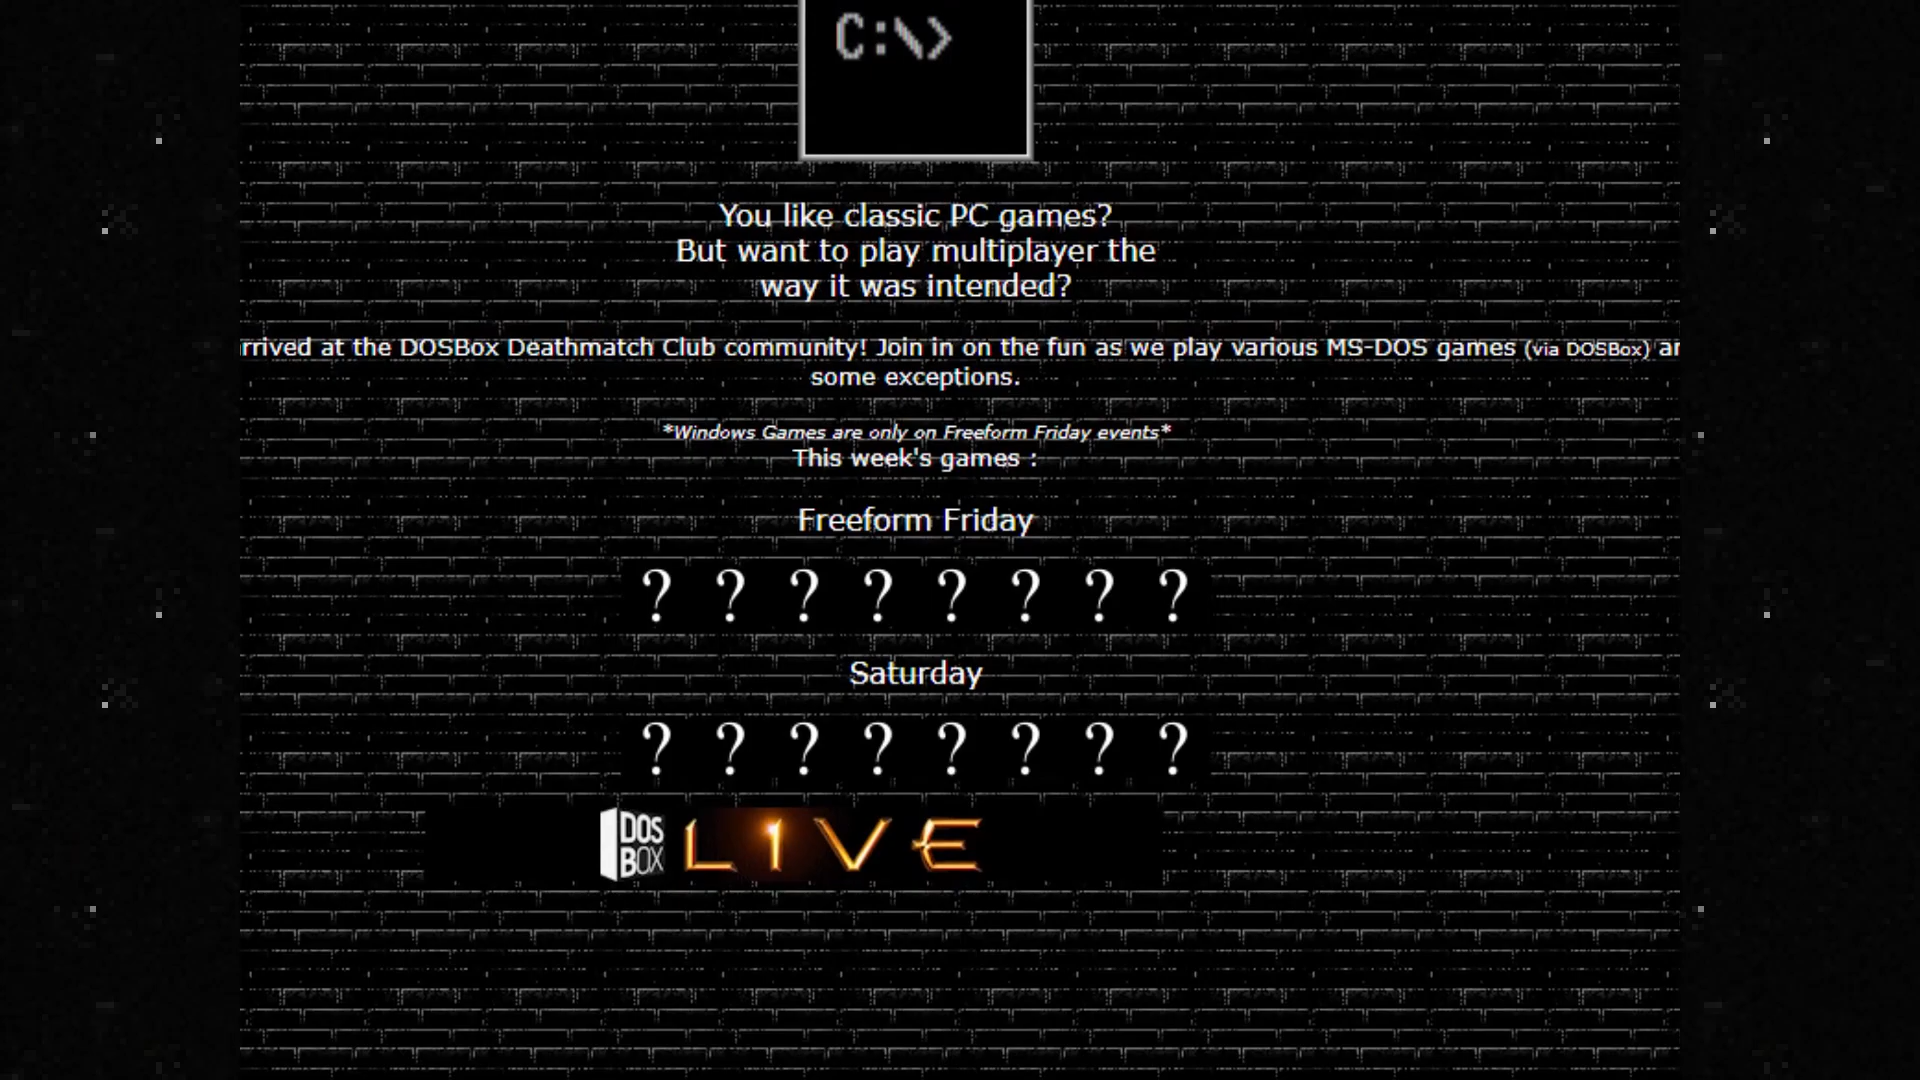 C:\>
You like classic PC games?
But want to play multiplayer the
way it was intended?
rrived at the DOSBox Deathmatch Club community! Join in on the fun as we play various MS-DOS games (via DOSBox) ar
some exceptions.
*Windows Games are only on Freeform Friday events*
This week's games :
Freeform Friday
? ? ? ? ? ? ? ?
Saturday
? ? ? ? ? ? ? ?
DOS BOX L1VE